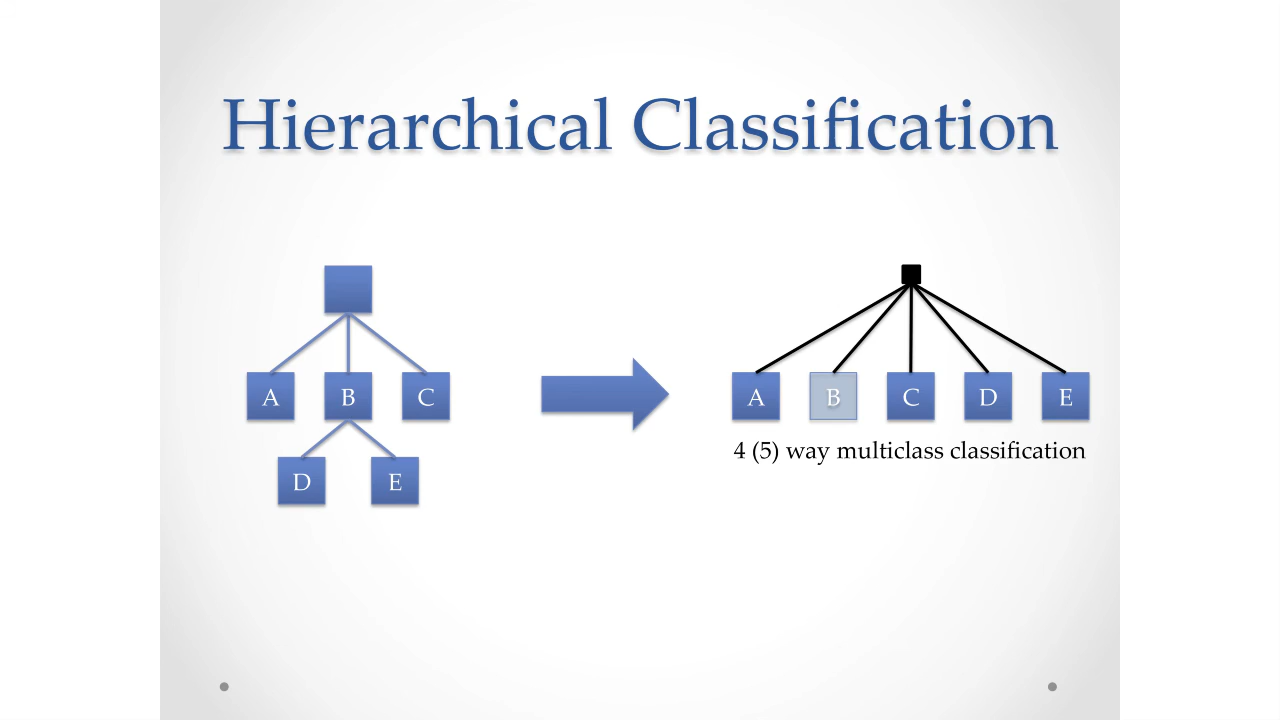 Hierarchical Classification
A B C
D E
A B C D E
4 (5) way multiclass classification